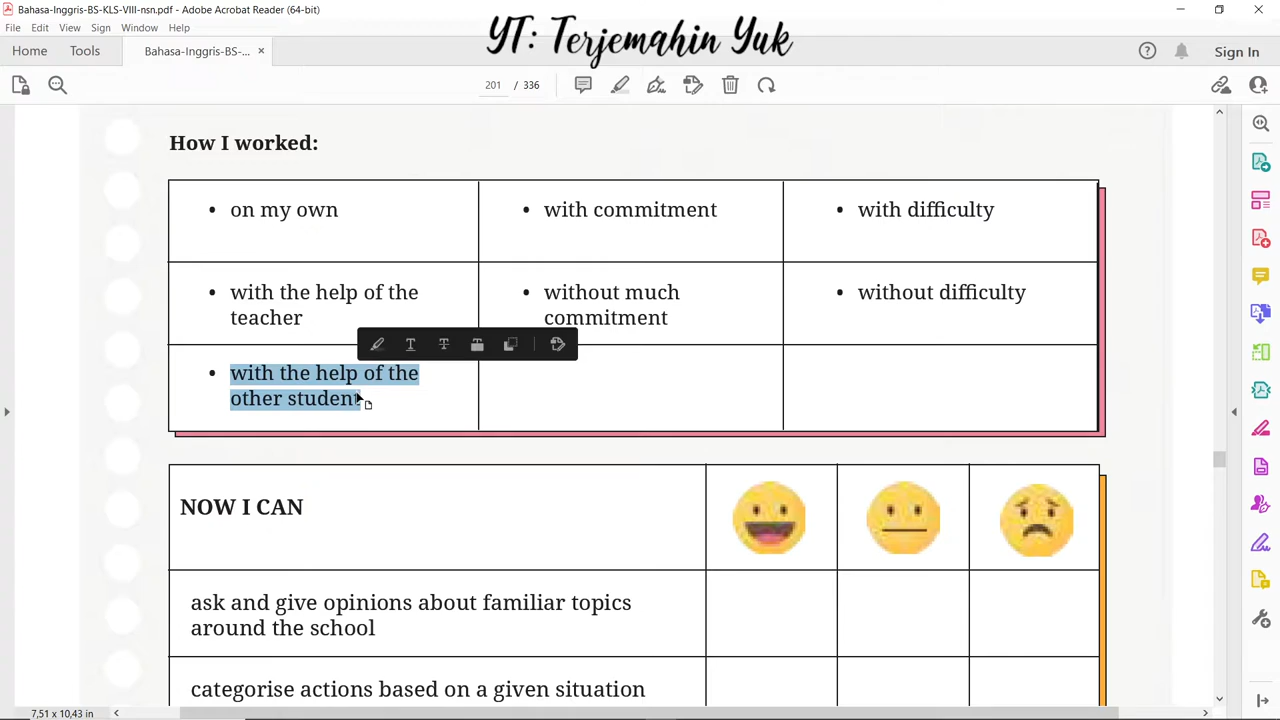 Bahasa-Inggris-BS-KLS-VIII-nsn.pdf - Adobe Acrobat Reader (64-bit)
File Edit View Sign Window Help
YT: Terjemahin Yuk
Home Tools Bahasa-Inggris-BS-... × Sign In
201 / 336
How I worked:
• on my own • with commitment • with difficulty
• with the help of the • without much • without difficulty
teacher commitment
• with the help of the
other student
NOW I CAN
ask and give opinions about familiar topics
around the school
categorise actions based on a given situation
7,51 x 10,43 in